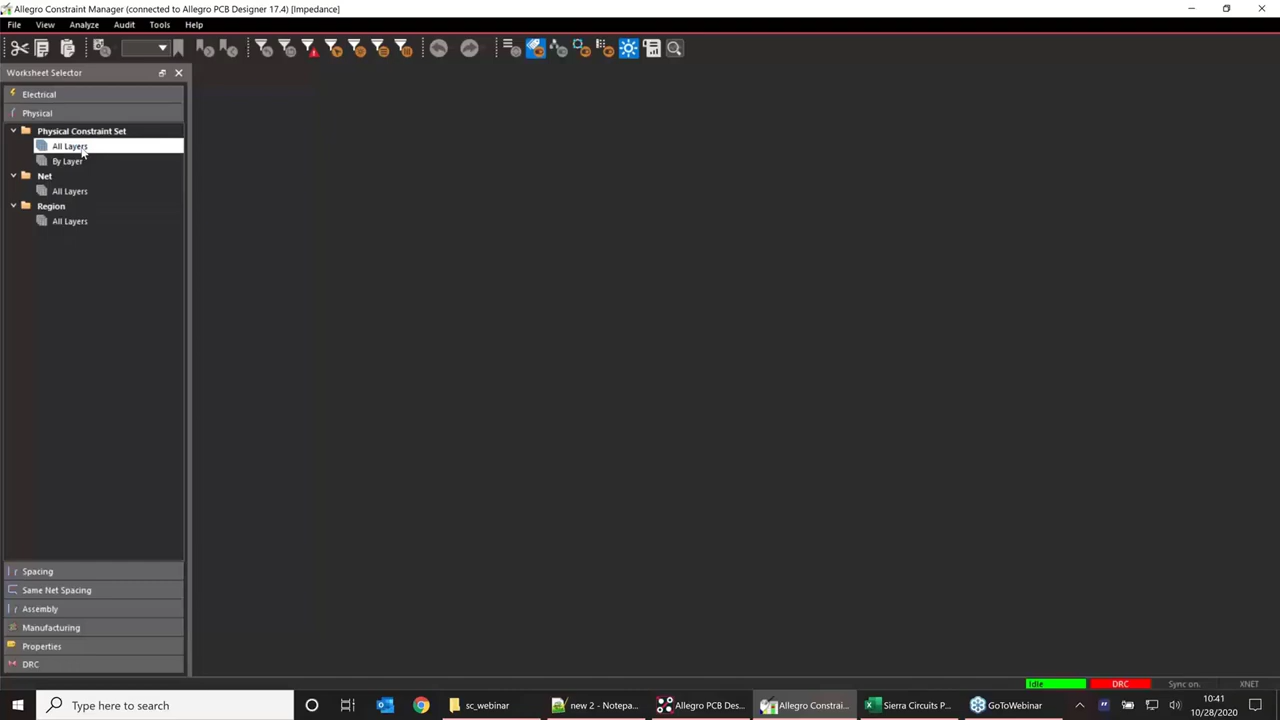 Allegro Constraint Manager (connected to Allegro PCB Designer 17.4) [Impedance]
File View Analyze Audit Tools Help
Worksheet Selector
Electrical
Physical
Physical Constraint Set
All Layers
By Layer
Net
All Layers
Region
All Layers
Spacing
Same Net Spacing
Assembly
Manufacturing
Properties
DRC
Idle DRC Sync on. XNET
Type here to search
sc_webinar
new 2 - Notepa...
Allegro PCB Des...
Allegro Constrai...
Sierra Circuits P...
GoToWebinar
10:41
10/28/2020